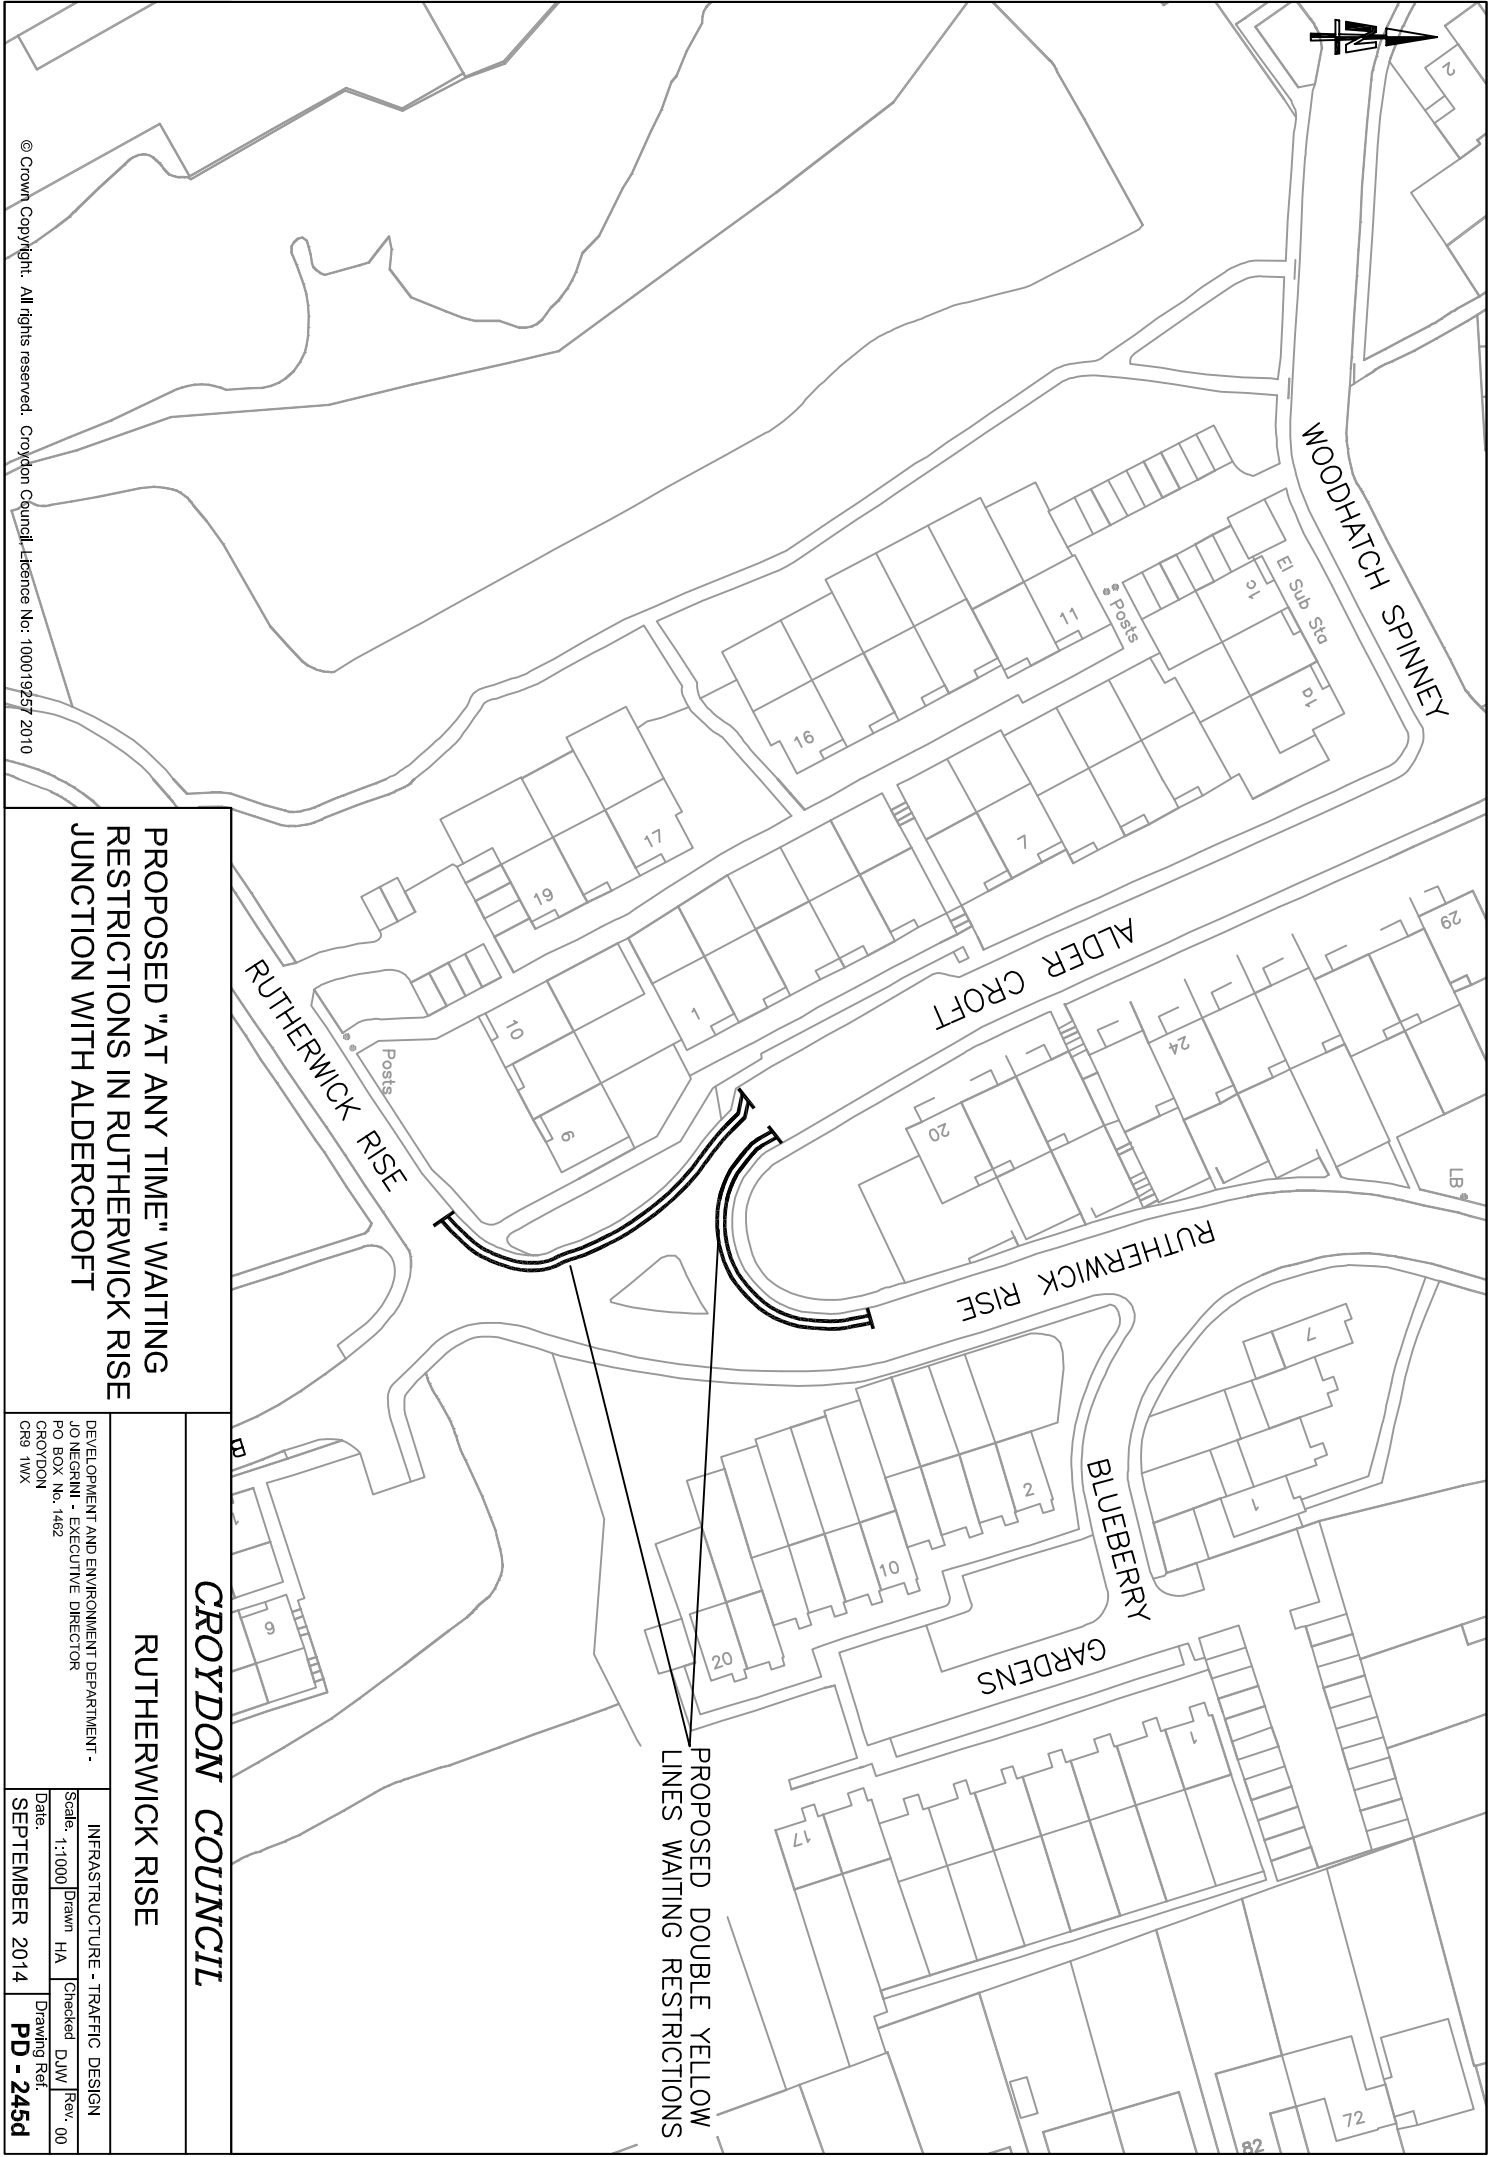 N
2
WOODHATCH SPINNEY
El Sub Sta
1c
1a
Posts
11
16
7
17
19
ALDER CROFT
29
24
20
LB
1
10
6
Posts
RUTHERWICK RISE
RUTHERWICK RISE
7
1
BLUEBERRY
GARDENS
2
10
20
1
17
72
82
B
1
6
PROPOSED DOUBLE YELLOW
LINES WAITING RESTRICTIONS
© Crown Copyright. All rights reserved. Croydon Council, Licence No: 100019257 2010
PROPOSED "AT ANY TIME" WAITING
RESTRICTIONS IN RUTHERWICK RISE
JUNCTION WITH ALDERCROFT
CROYDON COUNCIL
RUTHERWICK RISE
DEVELOPMENT AND ENVIRONMENT DEPARTMENT -
JO NEGRINI - EXECUTIVE DIRECTOR
PO BOX No. 1462
CROYDON
CR9 1WX
INFRASTRUCTURE - TRAFFIC DESIGN
Scale. 1:1000 Drawn HA Checked DJW Rev. 00
Date.
SEPTEMBER 2014
Drawing Ref.
PD - 245d